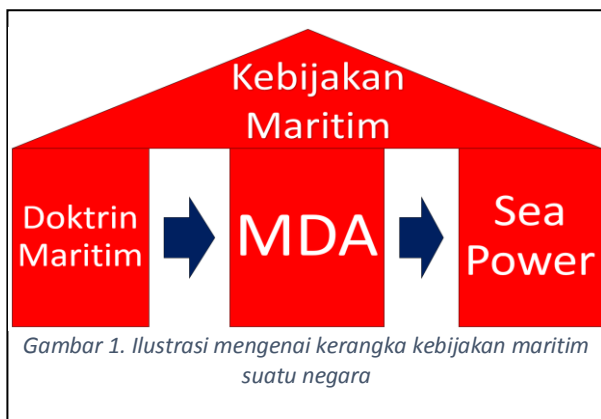 Kebijakan
Maritim
Doktrin
Maritim
MDA
Sea
Power
Gambar 1. Ilustrasi mengenai kerangka kebijakan maritim
suatu negara